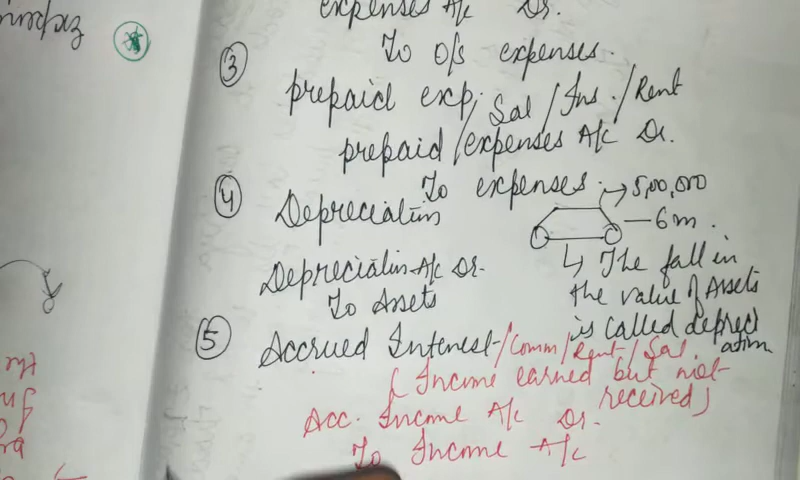 expenses A/c Dr.
To O/s expenses.
③ prepaid exp; Sal / Ins. / Rent
prepaid / expenses A/c Dr.
To expenses.
④ Depreciation
5,00,000
6m.
Depreciation A/c Dr.
To Assets
↳ The fall in
the value of Assets
is called depreci
ation
⑤ Accrued Interest / Comm / Rent / Sal.
( Income earned but not
received )
Acc. Income A/c Dr.
To Income A/c